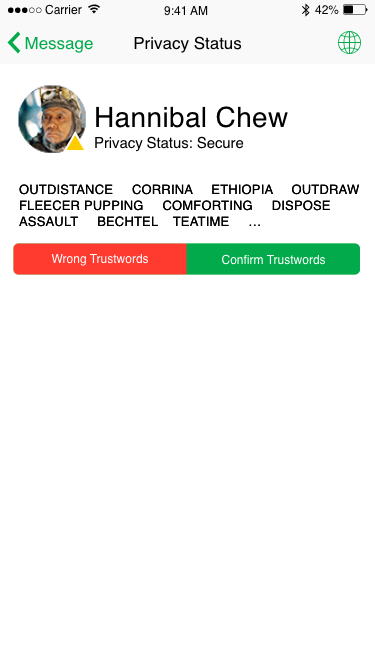 Carrier 9:41 AM 42%
Message Privacy Status
Hannibal Chew
Privacy Status: Secure
OUTDISTANCE CORRINA ETHIOPIA OUTDRAW
FLEECER PUPPING COMFORTING DISPOSE
ASSAULT BECHTEL TEATIME ...
Wrong Trustwords Confirm Trustwords